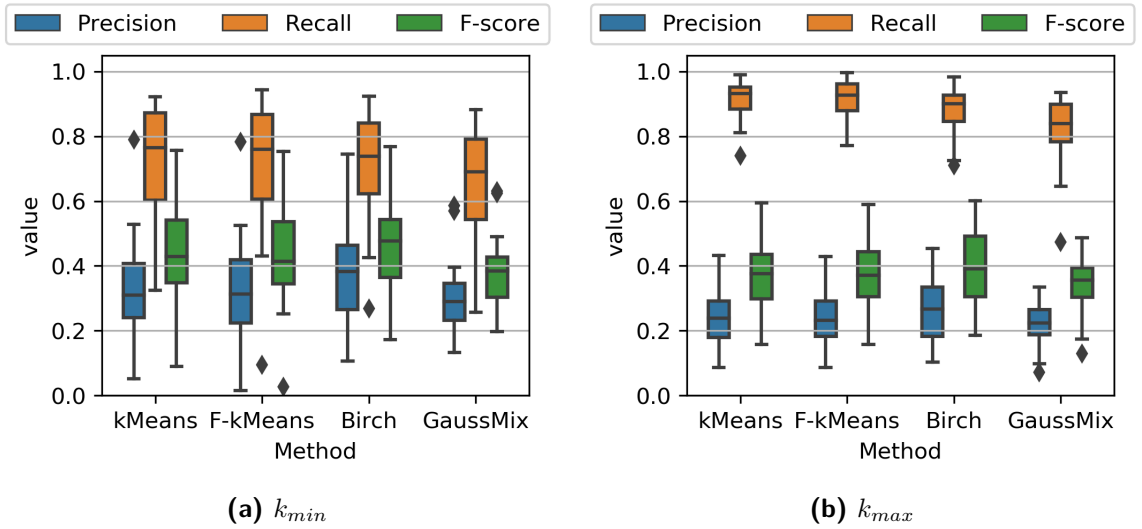 Precision Recall F-score
1.0
0.8
0.6
0.4
0.2
0.0
value
kMeans F-kMeans Birch GaussMix
Method
(a) k_min
Precision Recall F-score
1.0
0.8
0.6
0.4
0.2
0.0
value
kMeans F-kMeans Birch GaussMix
Method
(b) k_max